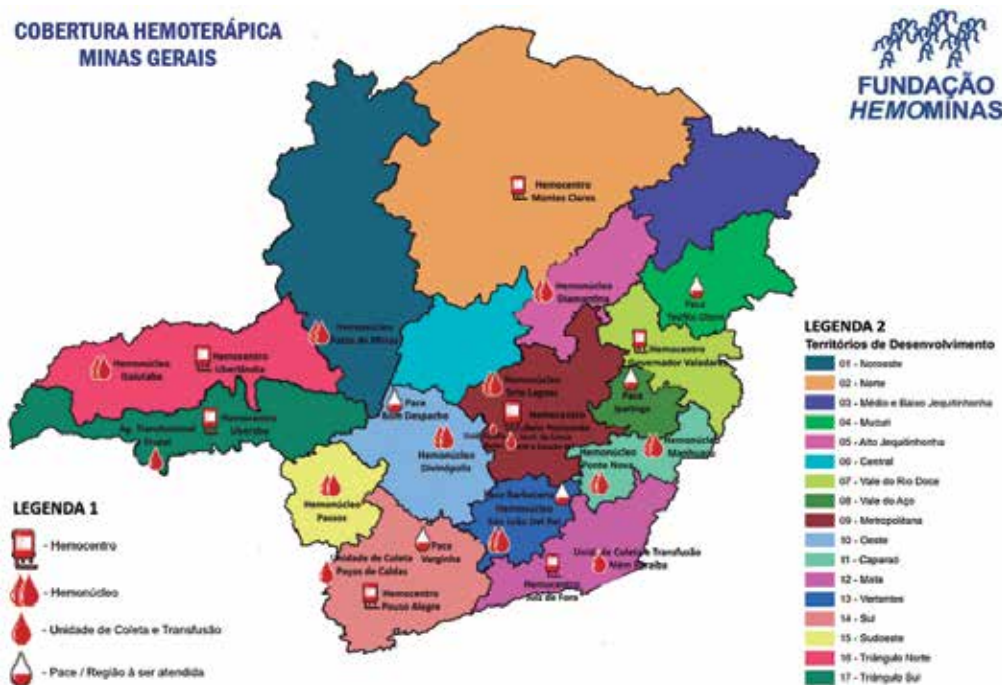 COBERTURA HEMOTERÁPICA
MINAS GERAIS
FUNDAÇÃO
HEMOMINAS
Hemocentro
Montes Claros
Hemonúcleo
Diamantina
Pace
Teófilo Otoni
Hemonúcleo
Patos de Minas
Hemonúcleo
Ituiutaba
Hemocentro
Uberlândia
Hemocentro
Governador Valadares
Hemonúcleo
Sete Lagoas
Pace
Ipatinga
Pace
Bom Despacho
Hemocentro
Uberaba
Ag. Transfusional
Frutal
Hemocentro
Belo Horizonte
Hemonúcleo
Divinópolis
Hemonúcleo
Manhuaçu
Hemonúcleo
Ponte Nova
Hemonúcleo
Passos
Pace Barbacena
Hemonúcleo
São João Del Rei
Unidade de Coleta
Poços de Caldas
Pace
Varginha
Unid. de Coleta e Transfusão
Além Paraíba
Hemocentro
Juiz de Fora
Hemocentro
Pouso Alegre
LEGENDA 1
- Hemocentro
- Hemonúcleo
- Unidade de Coleta e Transfusão
- Pace / Região à ser atendida
LEGENDA 2
Territórios de Desenvolvimento
01 - Noroeste
02 - Norte
03 - Médio e Baixo Jequitinhonha
04 - Mucuri
05 - Alto Jequitinhonha
06 - Central
07 - Vale do Rio Doce
08 - Vale do Aço
09 - Metropolitana
10 - Oeste
11 - Caparaó
12 - Mata
13 - Vertentes
14 - Sul
15 - Sudoeste
16 - Triângulo Norte
17 - Triângulo Sul